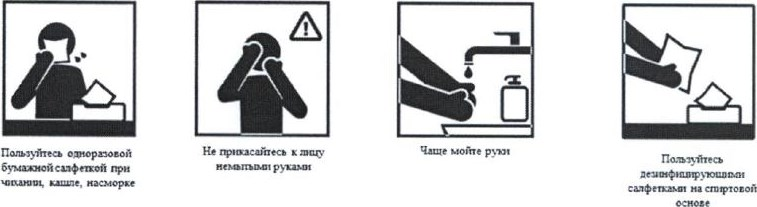 Пользуйтесь одноразовой
бумажной салфеткой при
чихании, кашле, насморке
Не прикасайтесь к лицу
немытыми руками
Чаще мойте руки
Пользуйтесь
дезинфицирующими
салфетками на спиртовой
основе